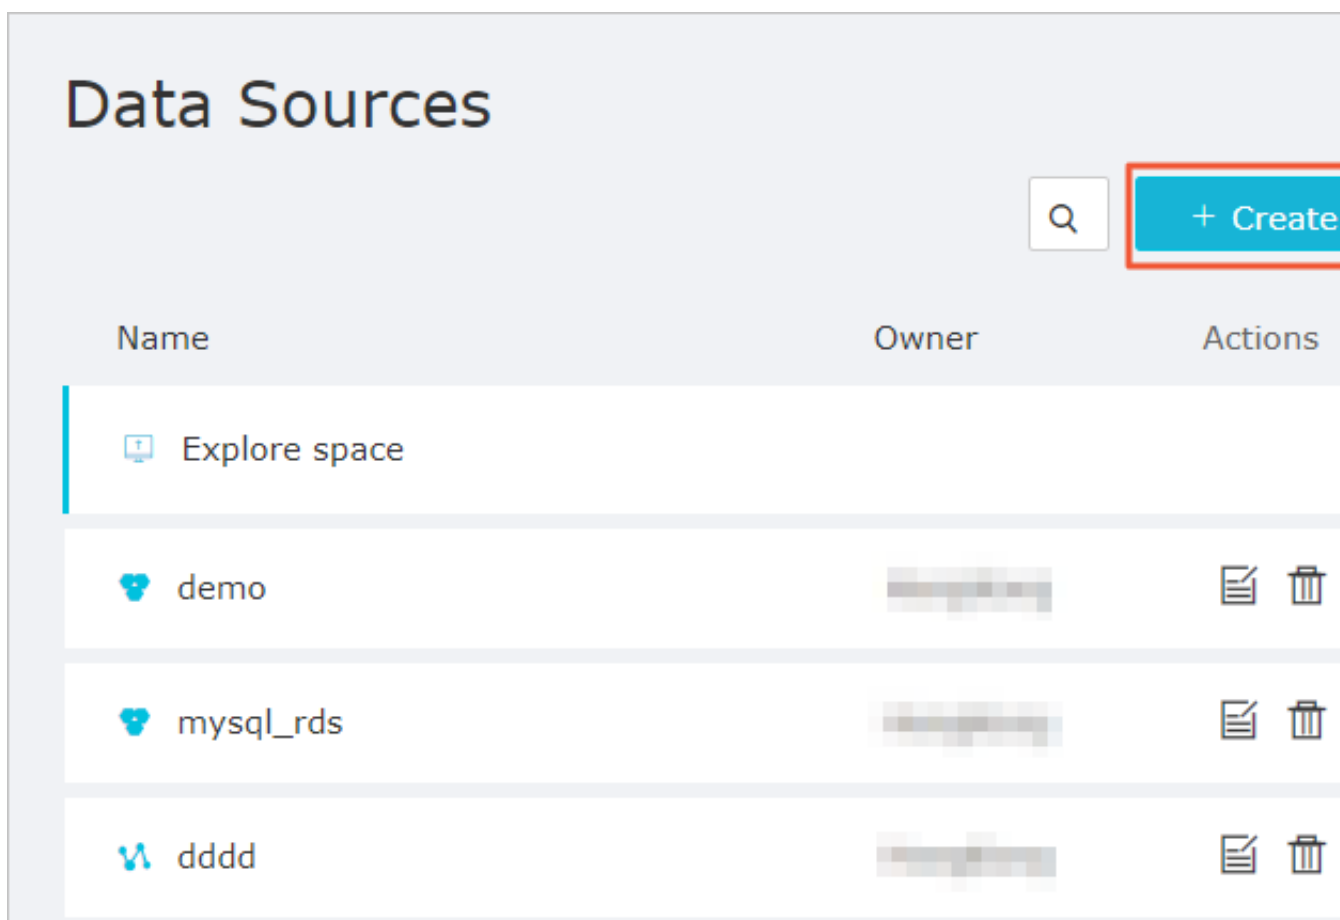 Data Sources
+ Create
Name Owner Actions
Explore space
demo
mysql_rds
dddd